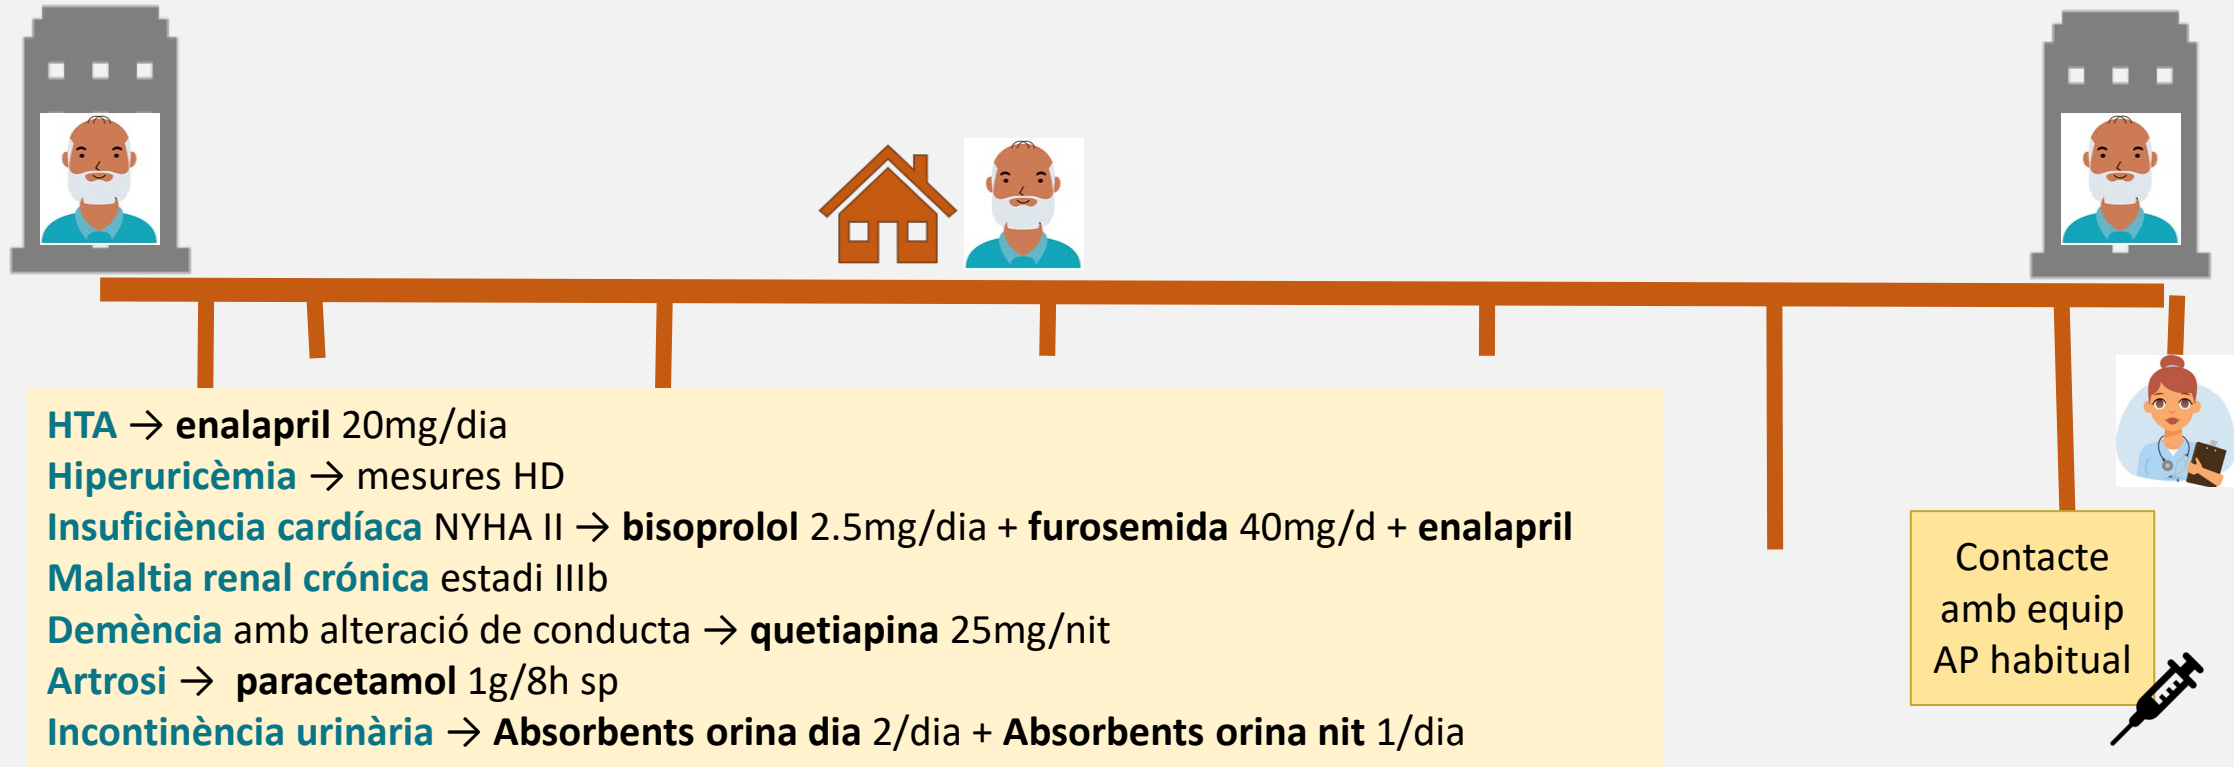 HTA → enalapril 20mg/dia
Hiperuricèmia → mesures HD
Insuficiència cardíaca NYHA II → bisoprolol 2.5mg/dia + furosemida 40mg/d + enalapril
Malaltia renal crónica estadi IIIb
Demència amb alteració de conducta → quetiapina 25mg/nit
Artrosi → paracetamol 1g/8h sp
Incontinència urinària → Absorbents orina dia 2/dia + Absorbents orina nit 1/dia
Contacte
amb equip
AP habitual